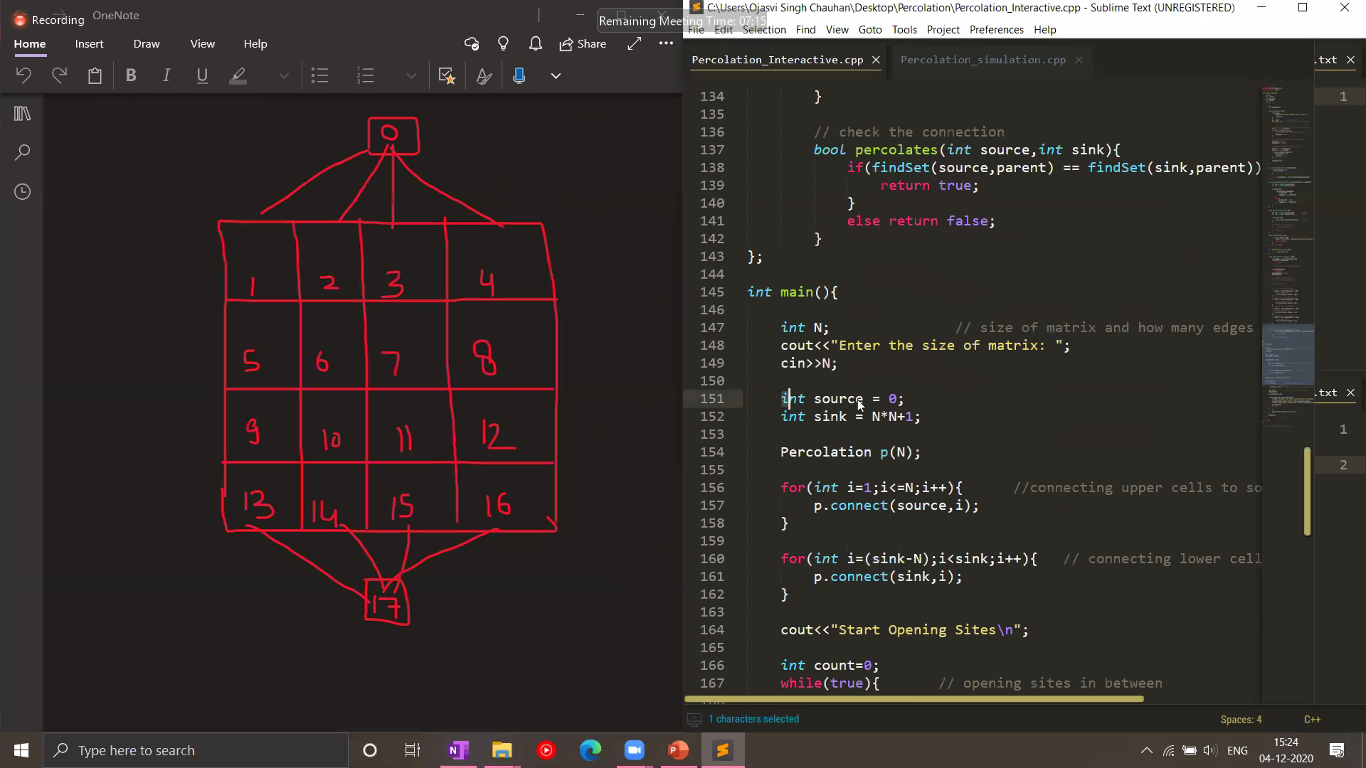 Recording
OneNote
Remaining Meeting Time: 07:15
C:\Users\Ojasvi Singh Chauhan\Desktop\Percolation\Percolation_Interactive.cpp - Sublime Text (UNREGISTERED)
Home Insert Draw View Help
Share
B I U
File Edit Selection Find View Goto Tools Project Preferences Help
Percolation_Interactive.cpp
Percolation_simulation.cpp
.txt
1
.txt
1
2
0
1 2 3 4
5 6 7 8
9 10 11 12
13 14 15 16
17
134 }
135
136 // check the connection
137 bool percolates(int source,int sink){
138 if(findSet(source,parent) == findSet(sink,parent))
139 return true;
140 }
141 else return false;
142 }
143 };
144
145 int main(){
146
147 int N; // size of matrix and how many edges
148 cout<<"Enter the size of matrix: ";
149 cin>>N;
150
151 int source = 0;
152 int sink = N*N+1;
153
154 Percolation p(N);
155
156 for(int i=1;i<=N;i++){ //connecting upper cells to so
157 p.connect(source,i);
158 }
159
160 for(int i=(sink-N);i<sink;i++){ // connecting lower cell
161 p.connect(sink,i);
162 }
163
164 cout<<"Start Opening Sites\n";
165
166 int count=0;
167 while(true){ // opening sites in between
1 characters selected
Spaces: 4
C++
Type here to search
ENG
15:24
04-12-2020